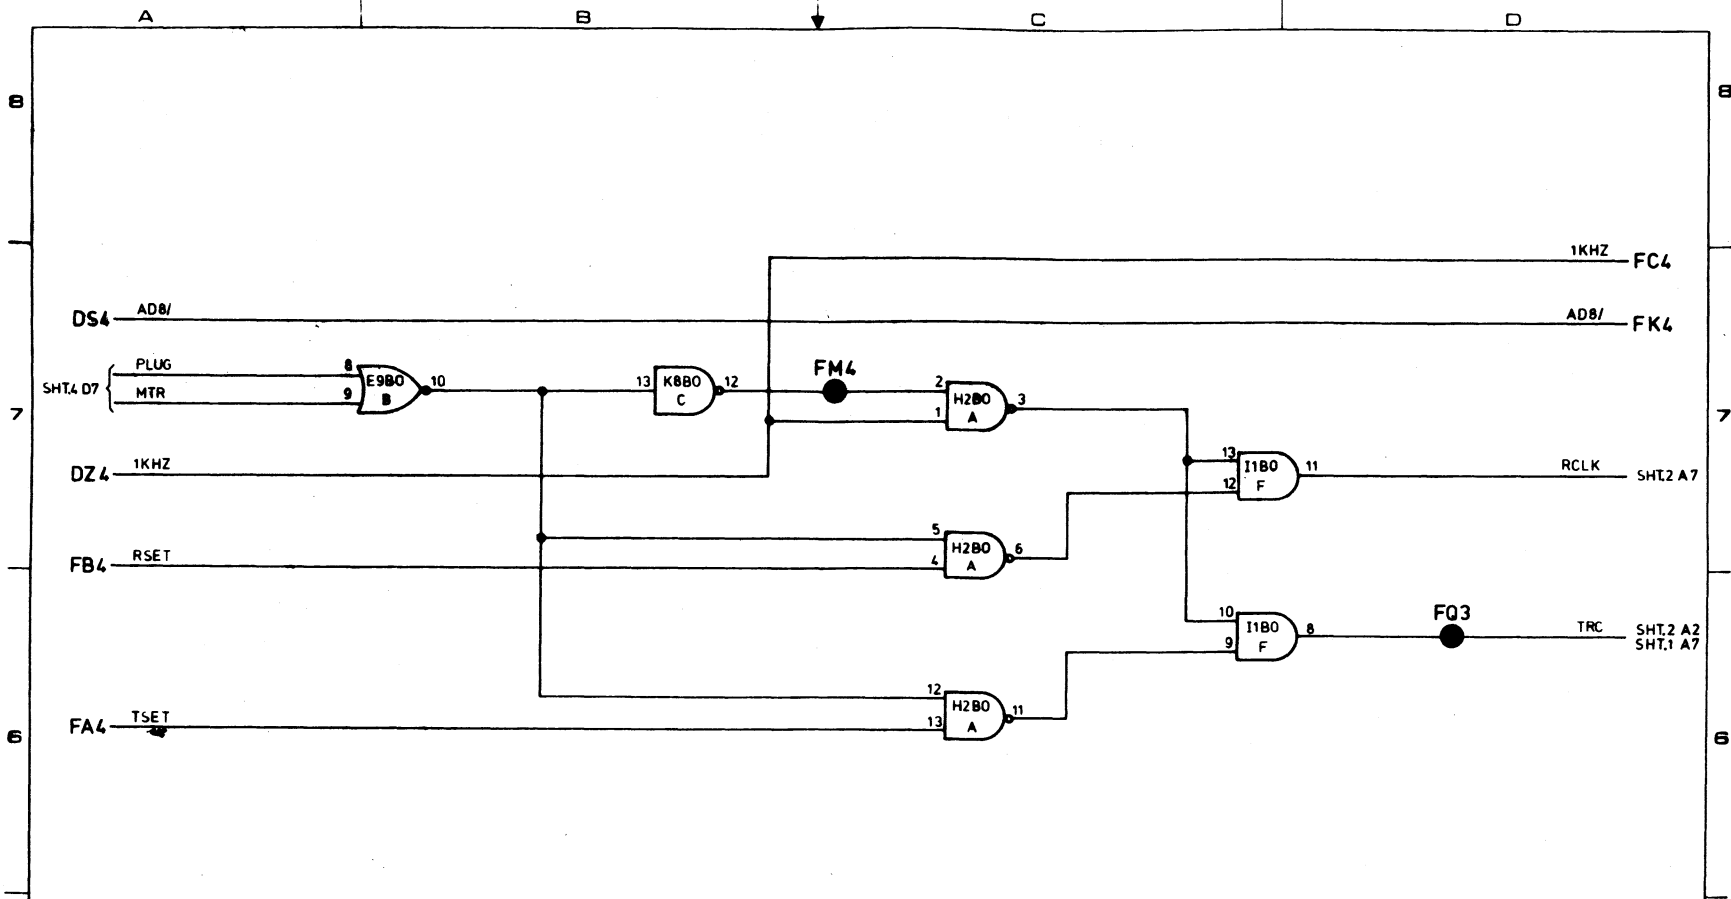 A B C D
8 8
1KHZ FC4
DS4 AD8/ AD8/ FK4
SHT.4 D7
PLUG 8
MTR 9
E9B0 B 10
13 K8B0 C 12
FM4
2 1 H2B0 A 3
7 7
DZ4 1KHZ
13 12 I1B0 F 11 RCLK SHT.2 A7
5 4 H2B0 A 6
FB4 RSET
10 9 I1B0 F 8 FQ3 TRC SHT.2 A2
SHT.1 A7
12 13 H2B0 A 11
FA4 TSET
6 6